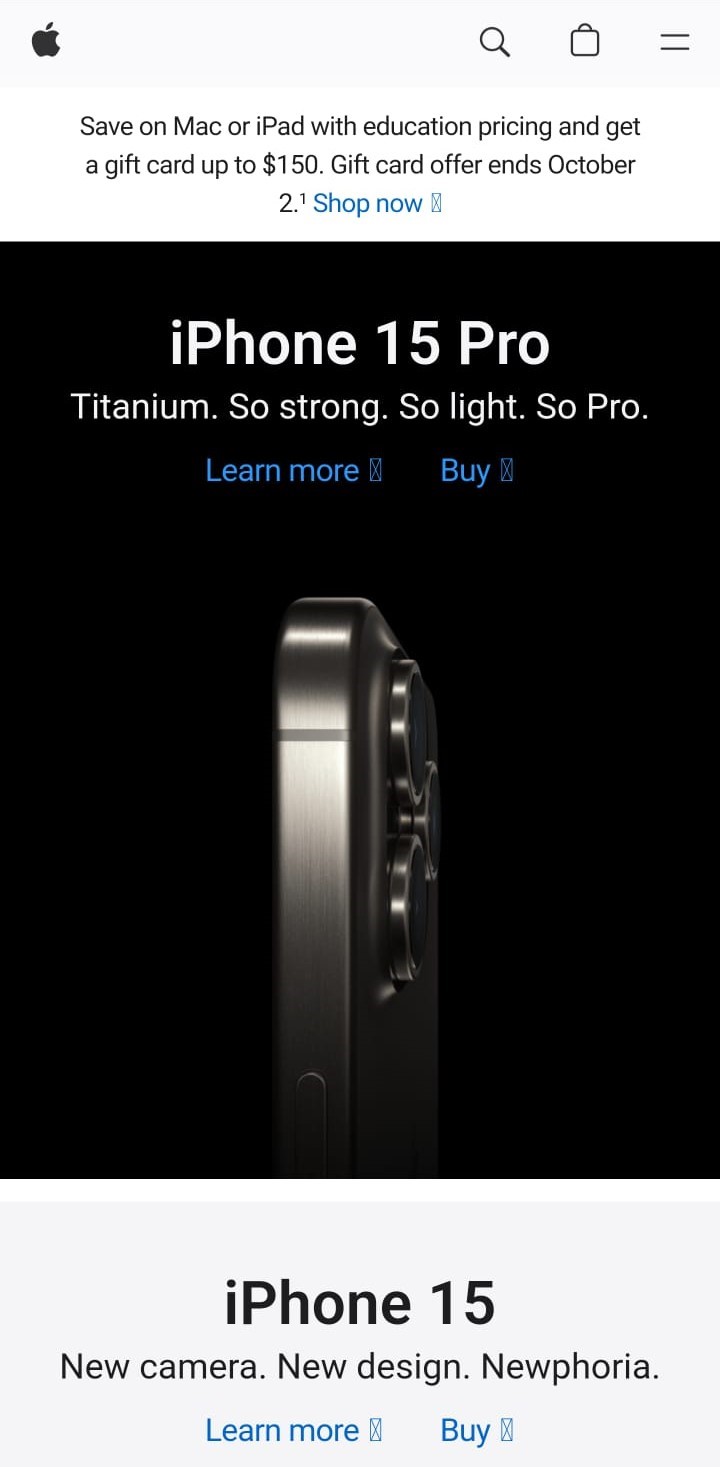 Save on Mac or iPad with education pricing and get
a gift card up to $150. Gift card offer ends October
2.¹ Shop now
iPhone 15 Pro
Titanium. So strong. So light. So Pro.
Learn more Buy
iPhone 15
New camera. New design. Newphoria.
Learn more Buy